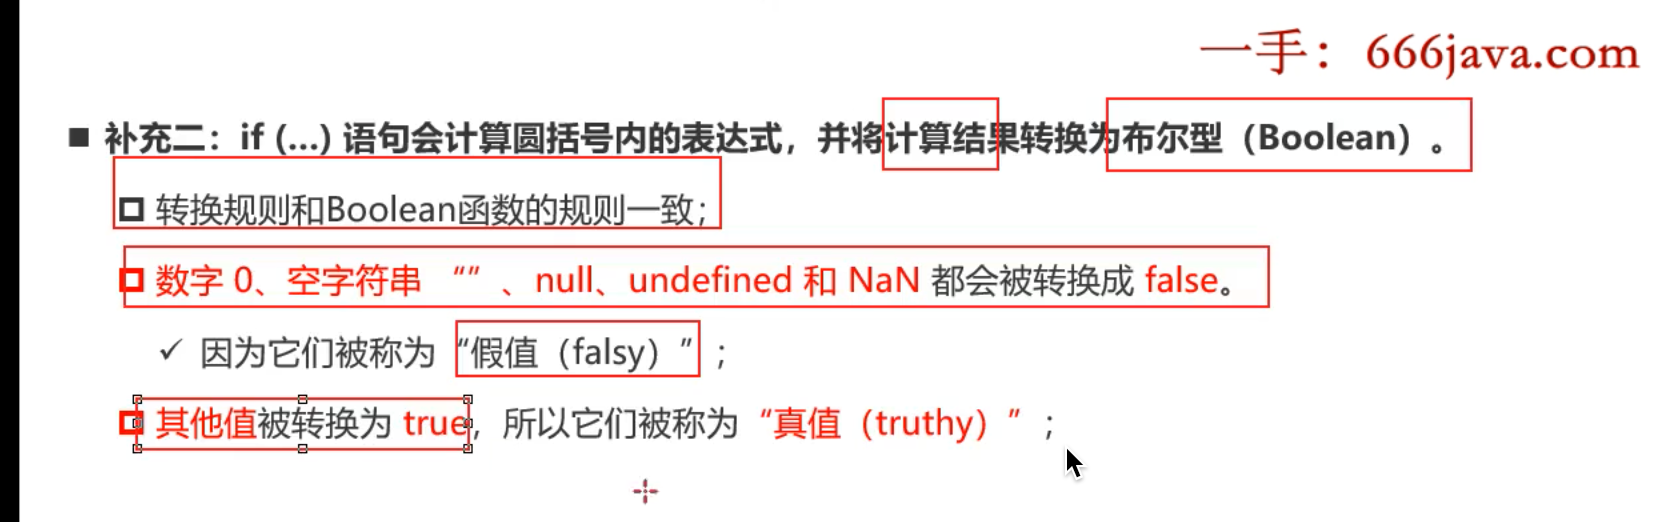 一手：666java.com
补充二：if (...) 语句会计算圆括号内的表达式，并将计算结果转换为布尔型（Boolean）。
转换规则和Boolean函数的规则一致；
数字 0、空字符串 “”、null、undefined 和 NaN 都会被转换成 false。
✓ 因为它们被称为“假值（falsy）”；
其他值被转换为 true，所以它们被称为“真值（truthy）”；